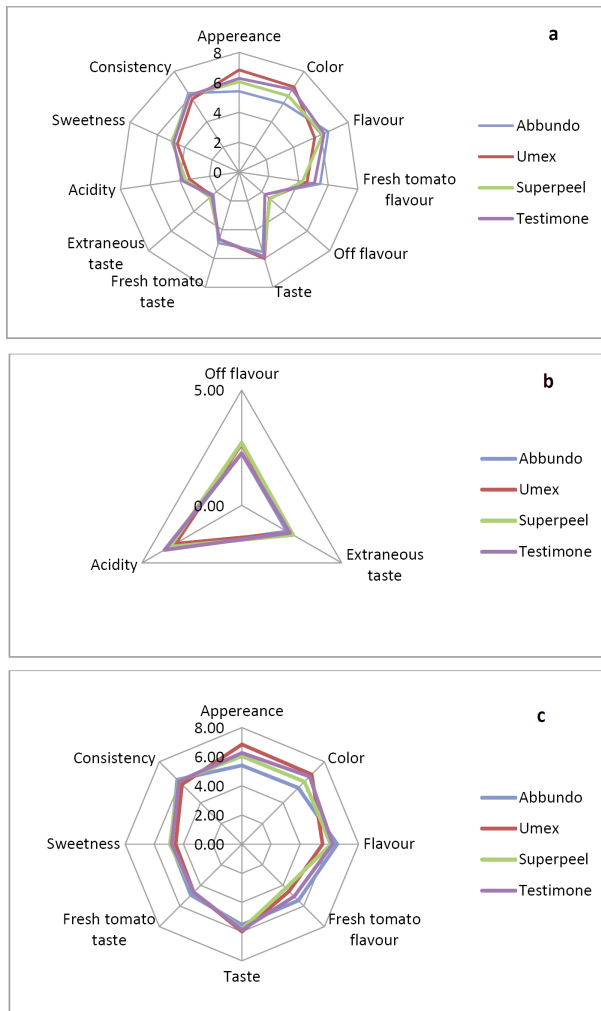 a
Appereance
8
6
4
2
0
Consistency
Color
Sweetness
Flavour
Acidity
Fresh tomato
flavour
Extraneous
taste
Off flavour
Fresh tomato
taste
Taste
Abbundo
Umex
Superpeel
Testimone
b
Off flavour
5.00
0.00
Acidity
Extraneous
taste
Abbundo
Umex
Superpeel
Testimone
c
Appereance
8.00
6.00
4.00
2.00
0.00
Consistency
Color
Sweetness
Flavour
Fresh tomato
taste
Fresh tomato
flavour
Taste
Abbundo
Umex
Superpeel
Testimone